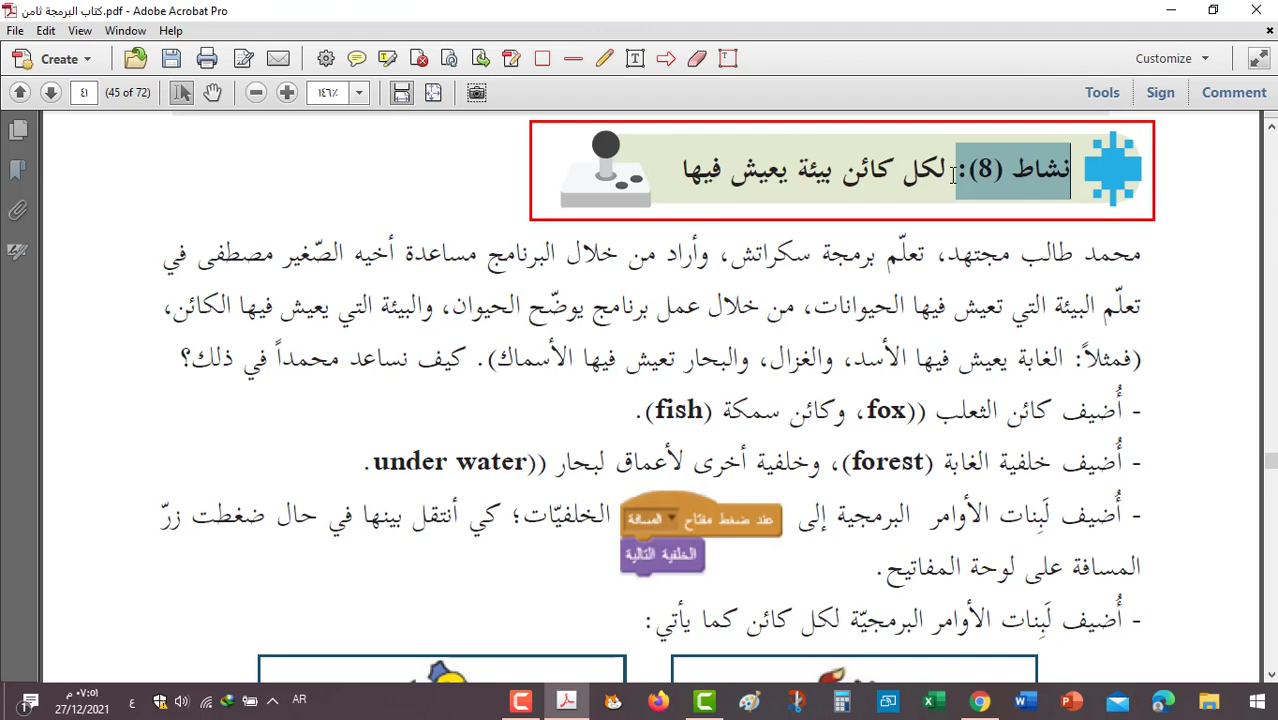 كتاب البرمجة ثامن.pdf - Adobe Acrobat Pro
File Edit View Window Help
Create
Customize
٤١ (45 of 72) ١٤٦٪
Tools Sign Comment
نشاط (8): لكل كائن بيئة يعيش فيها
محمد طالب مجتهد، تعلّم برمجة سكراتش، وأراد من خلال البرنامج مساعدة أخيه الصّغير مصطفى في
تعلّم البيئة التي تعيش فيها الحيوانات، من خلال عمل برنامج يوضّح الحيوان، والبيئة التي يعيش فيها الكائن،
(فمثلاً: الغابة يعيش فيها الأسد، والغزال، والبحار تعيش فيها الأسماك). كيف نساعد محمداً في ذلك؟
- أُضيف كائن الثعلب ((fox، وكائن سمكة (fish).
- أُضيف خلفية الغابة (forest)، وخلفية أخرى لأعماق لبحار ((under water.
- أُضيف لَبِنات الأوامر البرمجية إلى عند ضغط مفتاح المسافة الخلفيّات؛ كي أنتقل بينها في حال ضغطت زرّ
الخلفية التالية
المسافة على لوحة المفاتيح.
- أُضيف لَبِنات الأوامر البرمجيّة لكل كائن كما يأتي:
٠٧:٥١ م
27/12/2021
ع
AR